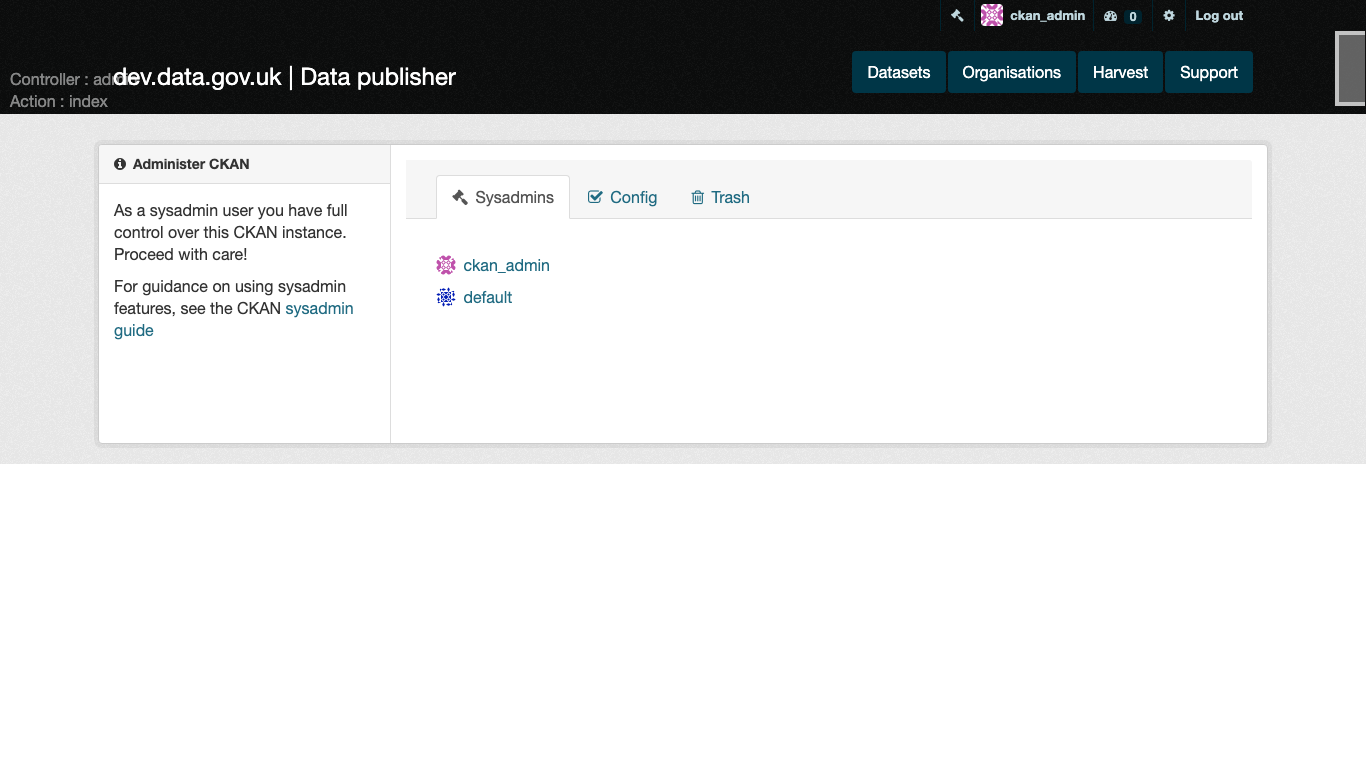 ckan_admin 0 Log out
Controller : admin
dev.data.gov.uk | Data publisher
Datasets Organisations Harvest Support
Action : index
Administer CKAN
As a sysadmin user you have full
control over this CKAN instance.
Proceed with care!
For guidance on using sysadmin
features, see the CKAN sysadmin
guide
Sysadmins Config Trash
ckan_admin
default